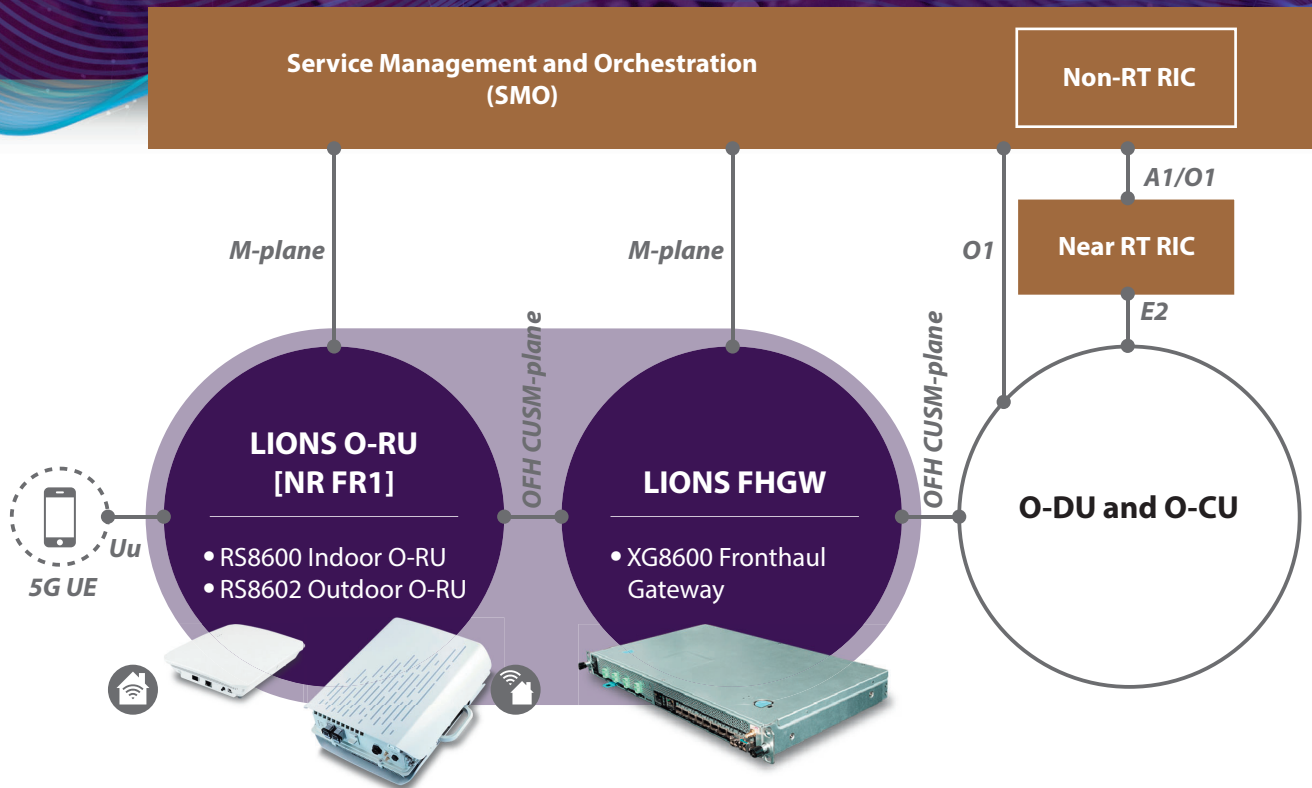 Service Management and Orchestration
(SMO)
Non-RT RIC
A1/O1
M-plane
M-plane
O1
Near RT RIC
E2
OFH CUSM-plane
OFH CUSM-plane
LIONS O-RU
[NR FR1]
LIONS FHGW
O-DU and O-CU
Uu
5G UE
• RS8600 Indoor O-RU
• RS8602 Outdoor O-RU
• XG8600 Fronthaul
Gateway